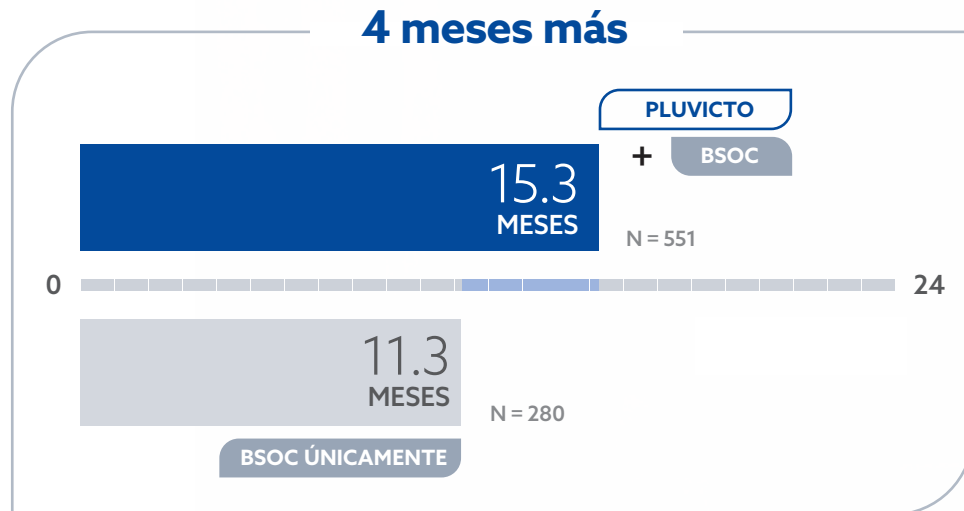 4 meses más
PLUVICTO
+ BSOC
15.3
MESES
N = 551
0
24
11.3
MESES
N = 280
BSOC ÚNICAMENTE